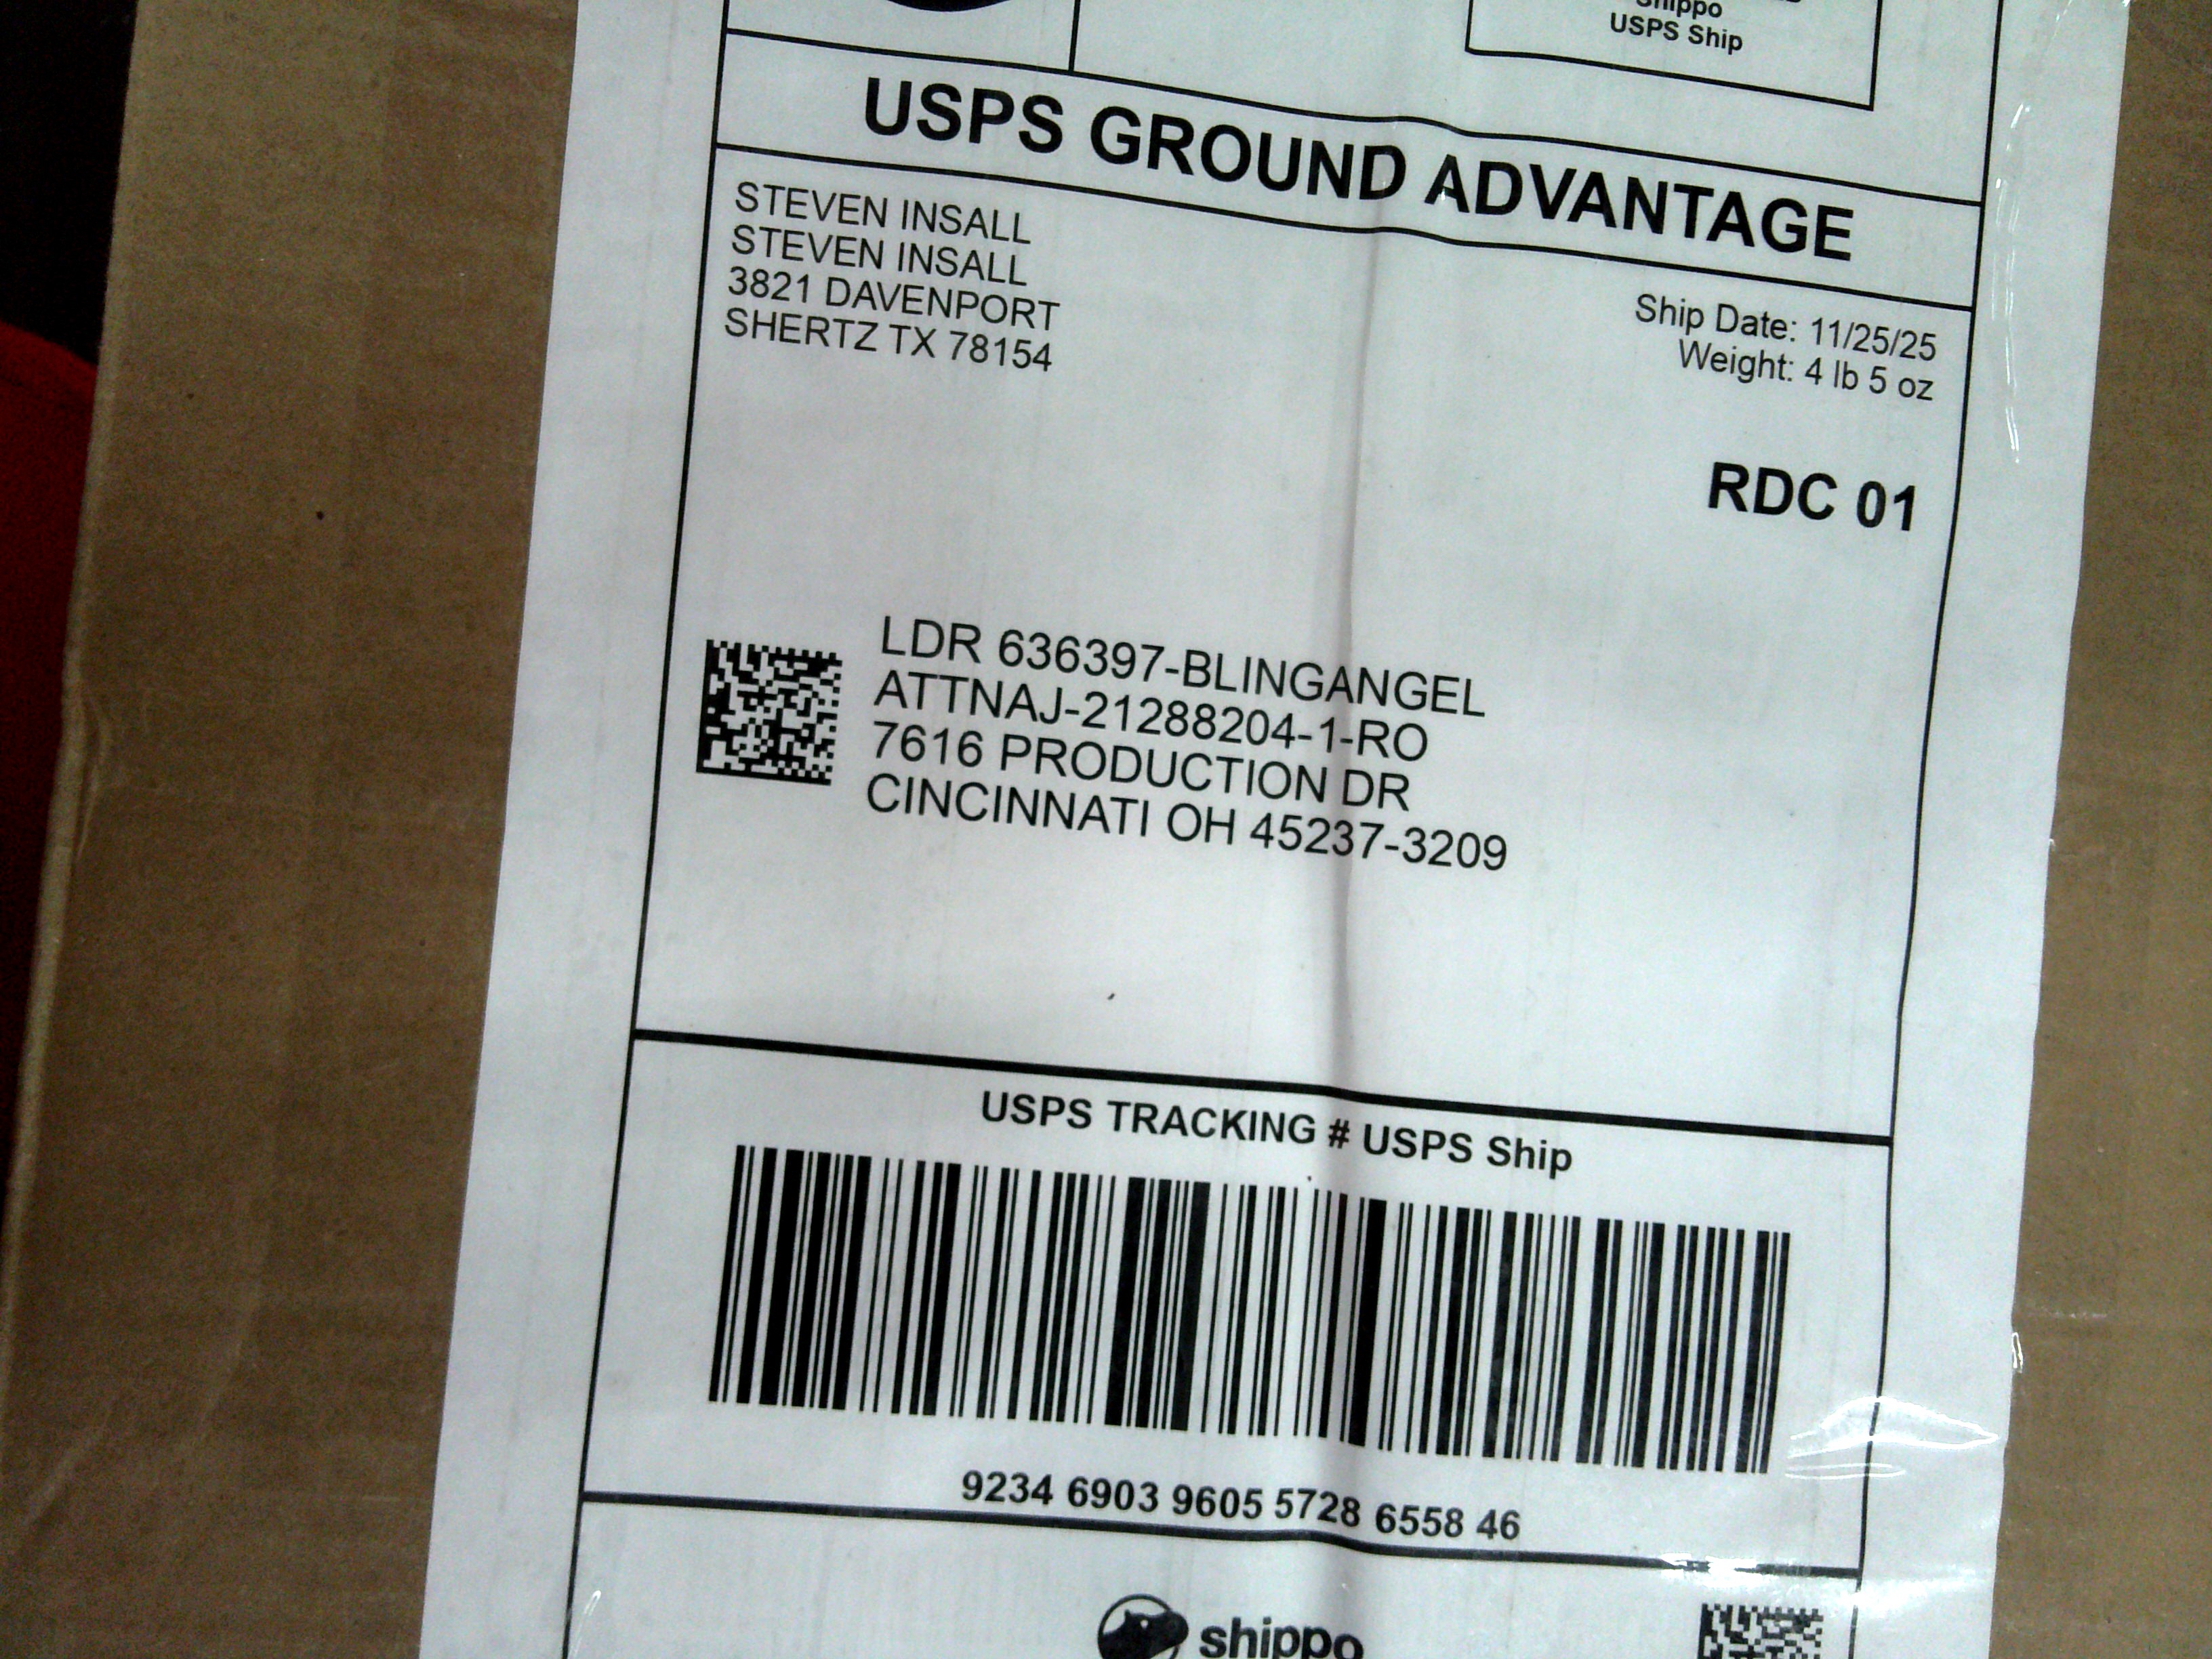 Shippo
USPS Ship
USPS GROUND ADVANTAGE
STEVEN INSALL
STEVEN INSALL
3821 DAVENPORT
SHERTZ TX 78154
Ship Date: 11/25/25
Weight: 4 lb 5 oz
RDC 01
LDR 636397-BLINGANGEL
ATTNAJ-21288204-1-RO
7616 PRODUCTION DR
CINCINNATI OH 45237-3209
USPS TRACKING # USPS Ship
9234 6903 9605 5728 6558 46
shippo